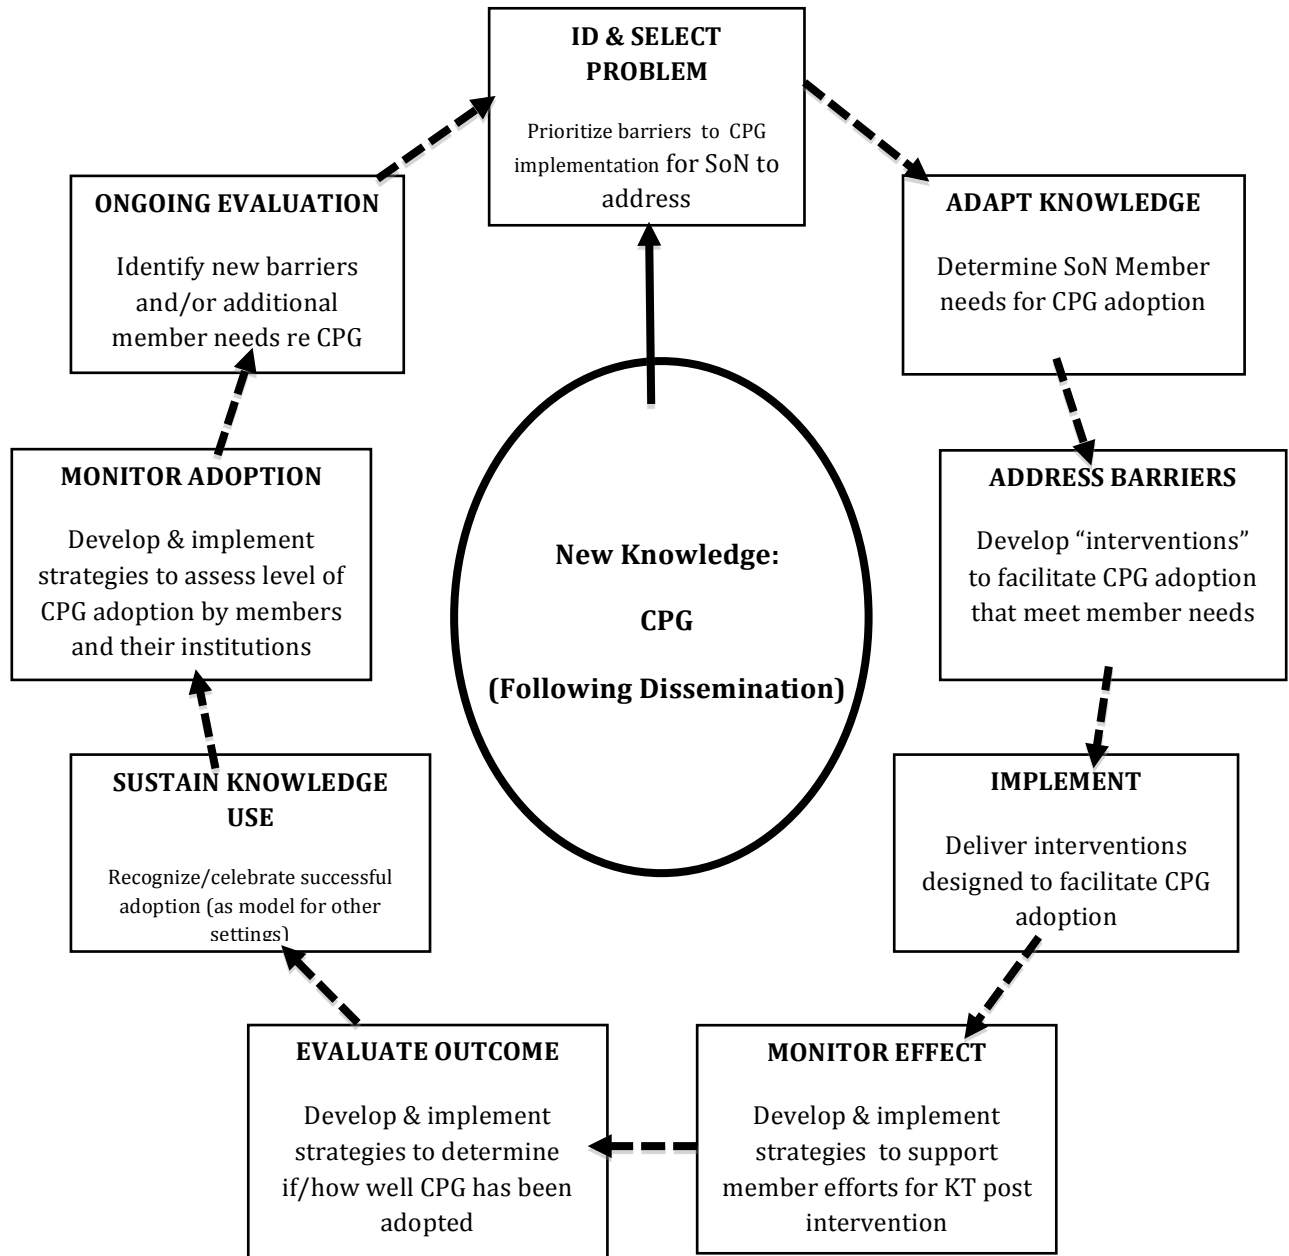 ID & SELECT
PROBLEM
Prioritize barriers to CPG
implementation for SoN to
address
ADAPT KNOWLEDGE
Determine SoN Member
needs for CPG adoption
ADDRESS BARRIERS
Develop “interventions”
to facilitate CPG adoption
that meet member needs
IMPLEMENT
Deliver interventions
designed to facilitate CPG
adoption
MONITOR EFFECT
Develop & implement
strategies to support
member efforts for KT post
intervention
EVALUATE OUTCOME
Develop & implement
strategies to determine
if/how well CPG has been
adopted
SUSTAIN KNOWLEDGE
USE
Recognize/celebrate successful
adoption (as model for other
settings)
MONITOR ADOPTION
Develop & implement
strategies to assess level of
CPG adoption by members
and their institutions
ONGOING EVALUATION
Identify new barriers
and/or additional
member needs re CPG
New Knowledge:
CPG
(Following Dissemination)